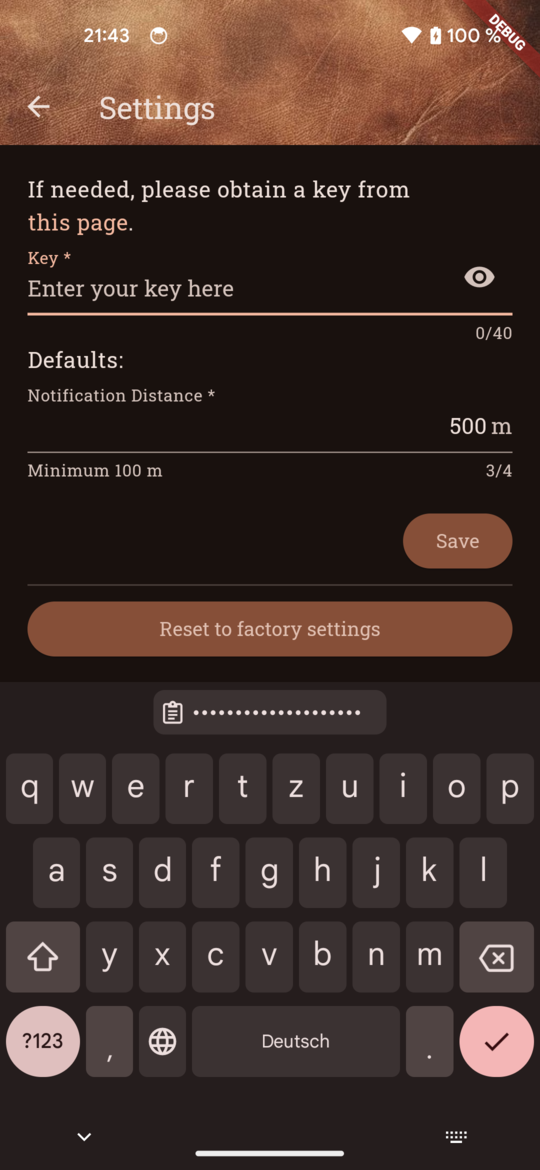 21:43
100 %
DEBUG
Settings
If needed, please obtain a key from
this page.
Key *
Enter your key here
0/40
Defaults:
Notification Distance *
500 m
Minimum 100 m
3/4
Save
Reset to factory settings
••••••••••••••••••••
q w e r t z u i o p
a s d f g h j k l
y x c v b n m
?123 , Deutsch .